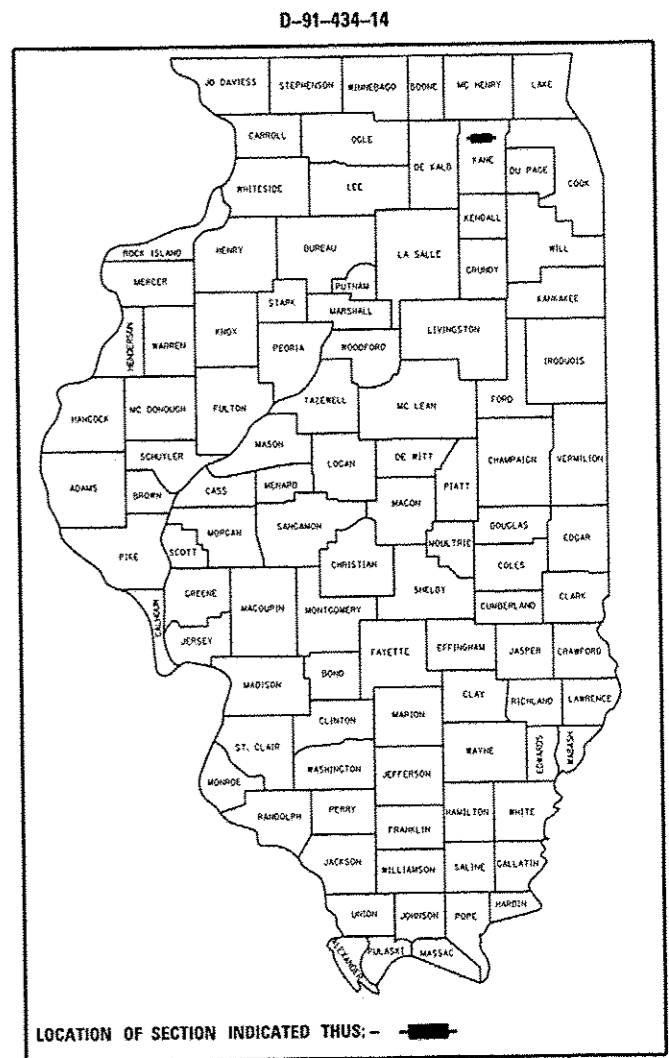 D-91-434-14
JO DAVIESS
STEPHENSON
WINNEBAGO
BOONE
MC HENRY
LAKE
CARROLL
OGLE
DE KALB
KANE
DU PAGE
COOK
WHITESIDE
LEE
KENDALL
ROCK ISLAND
HENRY
BUREAU
LA SALLE
GRUNDY
WILL
MERCER
PUTNAM
STARK
MARSHALL
KANKAKEE
HENDERSON
WARREN
KNOX
PEORIA
WOODFORD
LIVINGSTON
IROQUOIS
HANCOCK
MC DONOUGH
FULTON
TAZEWELL
MC LEAN
FORD
SCHUYLER
MASON
LOGAN
DE WITT
CHAMPAIGN
VERMILION
ADAMS
BROWN
CASS
MENARD
MACON
PIATT
PIKE
SCOTT
MORGAN
SANGAMON
CHRISTIAN
MOULTRIE
DOUGLAS
EDGAR
COLES
SHELBY
CALHOUN
GREENE
MACOUPIN
MONTGOMERY
CUMBERLAND
CLARK
JERSEY
FAYETTE
EFFINGHAM
JASPER
CRAWFORD
MADISON
BOND
CLAY
RICHLAND
LAWRENCE
CLINTON
MARION
ST. CLAIR
WAYNE
EDWARDS
WABASH
MONROE
WASHINGTON
JEFFERSON
RANDOLPH
PERRY
HAMILTON
WHITE
FRANKLIN
JACKSON
WILLIAMSON
SALINE
GALLATIN
UNION
JOHNSON
POPE
HARDIN
ALEXANDER
PULASKI
MASSAC
LOCATION OF SECTION INDICATED THUS:-